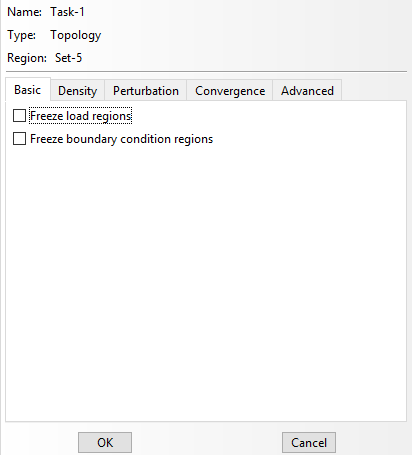 Name: Task-1
Type: Topology
Region: Set-5
Basic Density Perturbation Convergence Advanced
Freeze load regions
Freeze boundary condition regions
OK Cancel